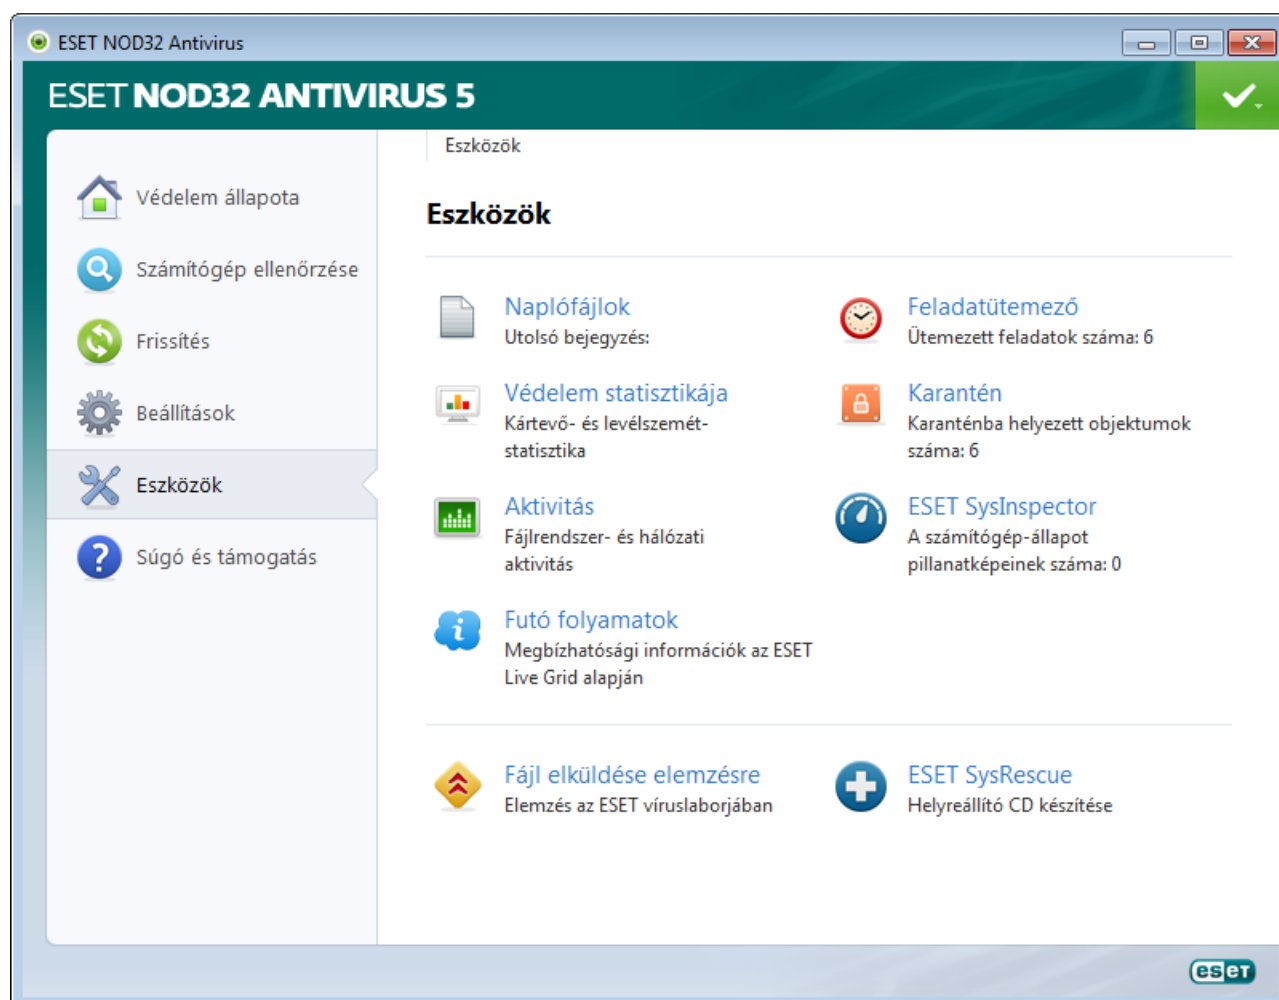 ESET NOD32 Antivirus
ESET NOD32 ANTIVIRUS 5
Védelem állapota
Számítógép ellenőrzése
Frissítés
Beállítások
Eszközök
Súgó és támogatás
Eszközök
Eszközök
Naplófájlok
Utolsó bejegyzés:
Feladatütemező
Ütemezett feladatok száma: 6
Védelem statisztikája
Kártevő- és levélszemét-
statisztika
Karantén
Karanténba helyezett objektumok
száma: 6
Aktivitás
Fájlrendszer- és hálózati
aktivitás
ESET SysInspector
A számítógép-állapot
pillanatképeinek száma: 0
Futó folyamatok
Megbízhatósági információk az ESET
Live Grid alapján
Fájl elküldése elemzésre
Elemzés az ESET víruslaborjában
ESET SysRescue
Helyreállító CD készítése
eset